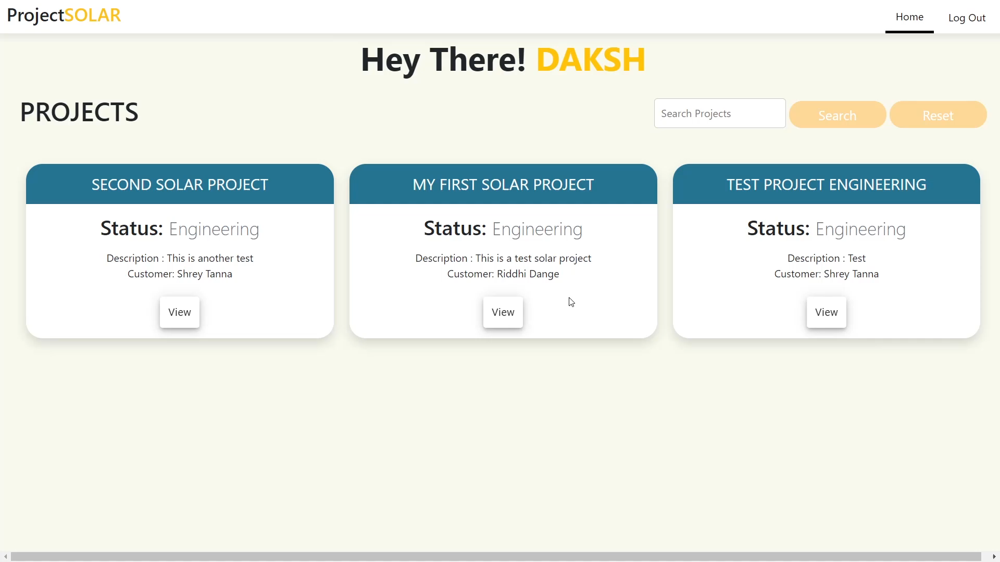 ProjectSOLAR
Home
Log Out
Hey There! DAKSH
PROJECTS
Search Projects
Search
Reset
SECOND SOLAR PROJECT
Status: Engineering
Description : This is another test
Customer: Shrey Tanna
View
MY FIRST SOLAR PROJECT
Status: Engineering
Description : This is a test solar project
Customer: Riddhi Dange
View
TEST PROJECT ENGINEERING
Status: Engineering
Description : Test
Customer: Shrey Tanna
View